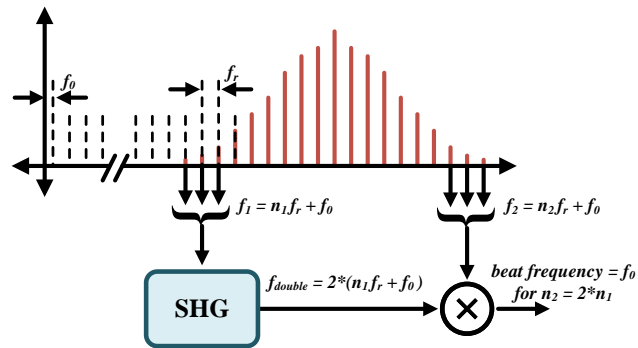 f₀
fᵣ
f₁ = n₁fᵣ + f₀
f₂ = n₂fᵣ + f₀
SHG
f_double = 2*(n₁fᵣ + f₀)
beat frequency = f₀
for n₂ = 2*n₁